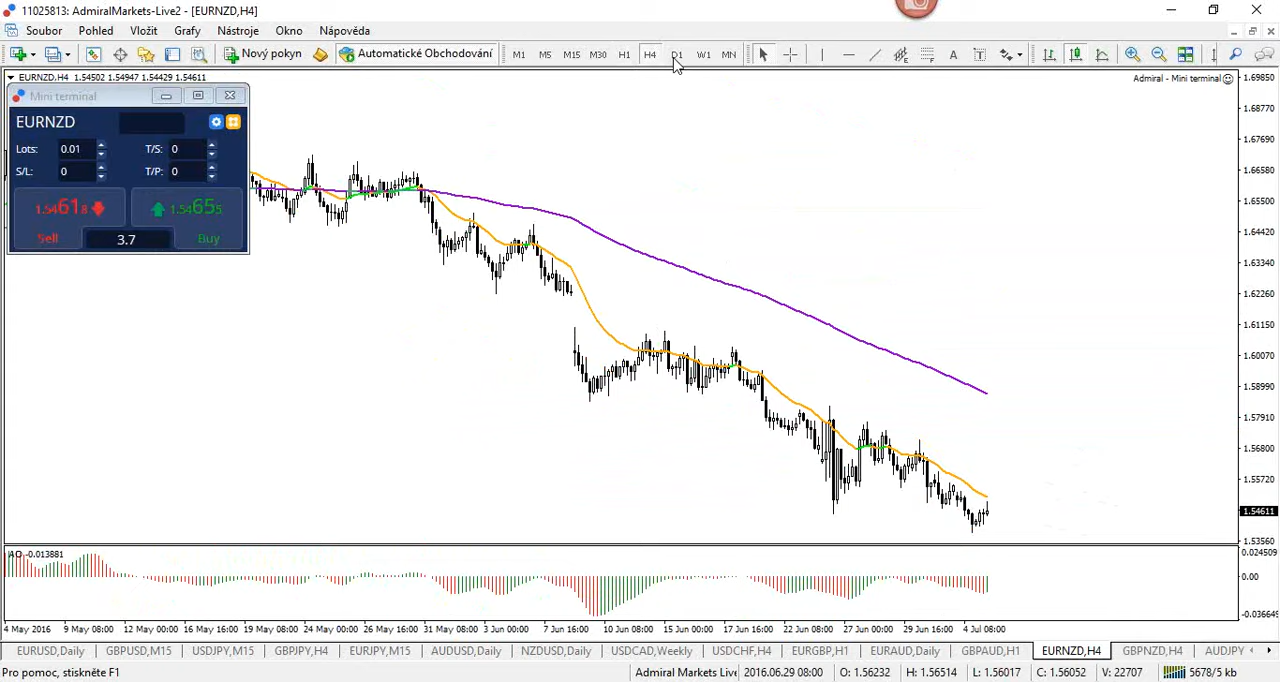 11025813: AdmiralMarkets-Live2 - [EURNZD,H4]
Soubor Pohled Vložit Grafy Nástroje Okno Nápověda
Nový pokyn Automatické Obchodování M1 M5 M15 M30 H1 H4 D1 W1 MN A T
EURNZD,H4 1.54502 1.54947 1.54429 1.54611
Admiral - Mini terminal
Mini terminal
EURNZD
Lots: 0.01 T/S: 0
S/L: 0 T/P: 0
1.54618 1.54655
Sell 3.7 Buy
1.69850
1.68770
1.67690
1.66580
1.65500
1.64420
1.63340
1.62260
1.61150
1.60070
1.58990
1.57910
1.56800
1.55720
1.54611
1.53560
AO -0.013881
0.024509
0.00
-0.036649
4 May 2016 9 May 08:00 12 May 00:00 16 May 16:00 19 May 08:00 24 May 00:00 26 May 16:00 31 May 08:00 3 Jun 00:00 7 Jun 16:00 10 Jun 08:00 15 Jun 00:00 17 Jun 16:00 22 Jun 08:00 27 Jun 00:00 29 Jun 16:00 4 Jul 08:00
EURUSD,Daily GBPUSD,M15 USDJPY,M15 GBPJPY,H4 EURJPY,M15 AUDUSD,Daily NZDUSD,Daily USDCAD,Weekly USDCHF,H4 EURGBP,H1 EURAUD,Daily GBPAUD,H1 EURNZD,H4 GBPNZD,H4 AUDJPY
Pro pomoc, stiskněte F1 Admiral Markets Live 2016.06.29 08:00 O: 1.56232 H: 1.56514 L: 1.56017 C: 1.56052 V: 22707 5678/5 kb